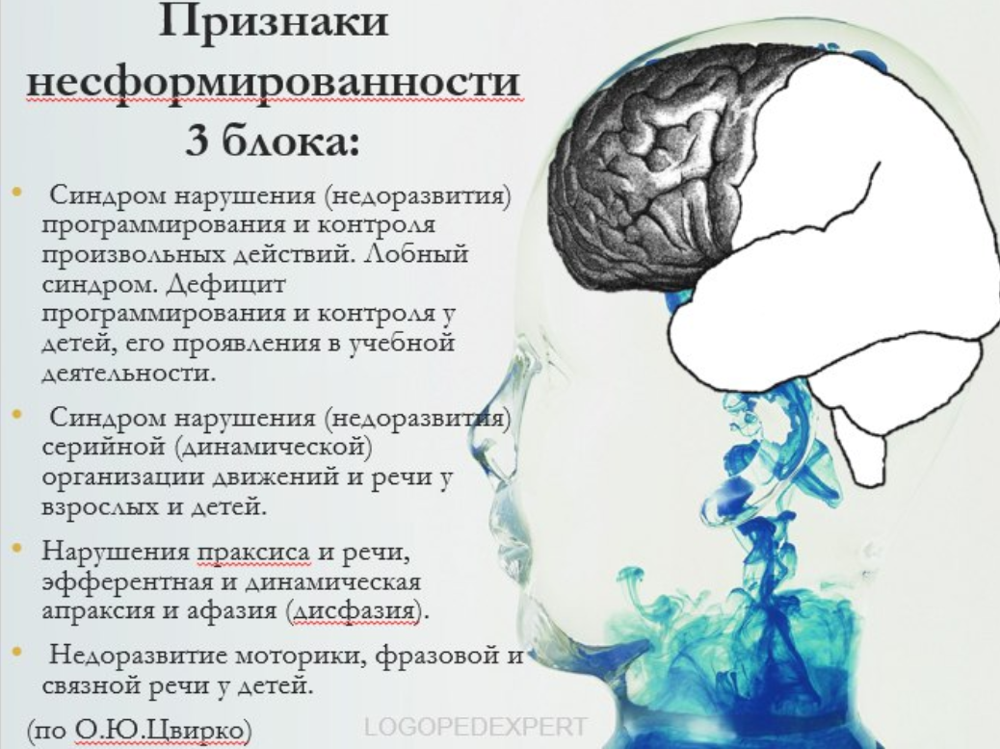 Признаки
несформированности
3 блока:
• Синдром нарушения (недоразвития)
программирования и контроля
произвольных действий. Лобный
синдром. Дефицит
программирования и контроля у
детей, его проявления в учебной
деятельности.
• Синдром нарушения (недоразвития)
серийной (динамической)
организации движений и речи у
взрослых и детей.
• Нарушения праксиса и речи,
эфферентная и динамическая
апраксия и афазия (дисфазия).
• Недоразвитие моторики, фразовой и
связной речи у детей.
(по О.Ю.Цвирко)
LOGOPEDEXPERT